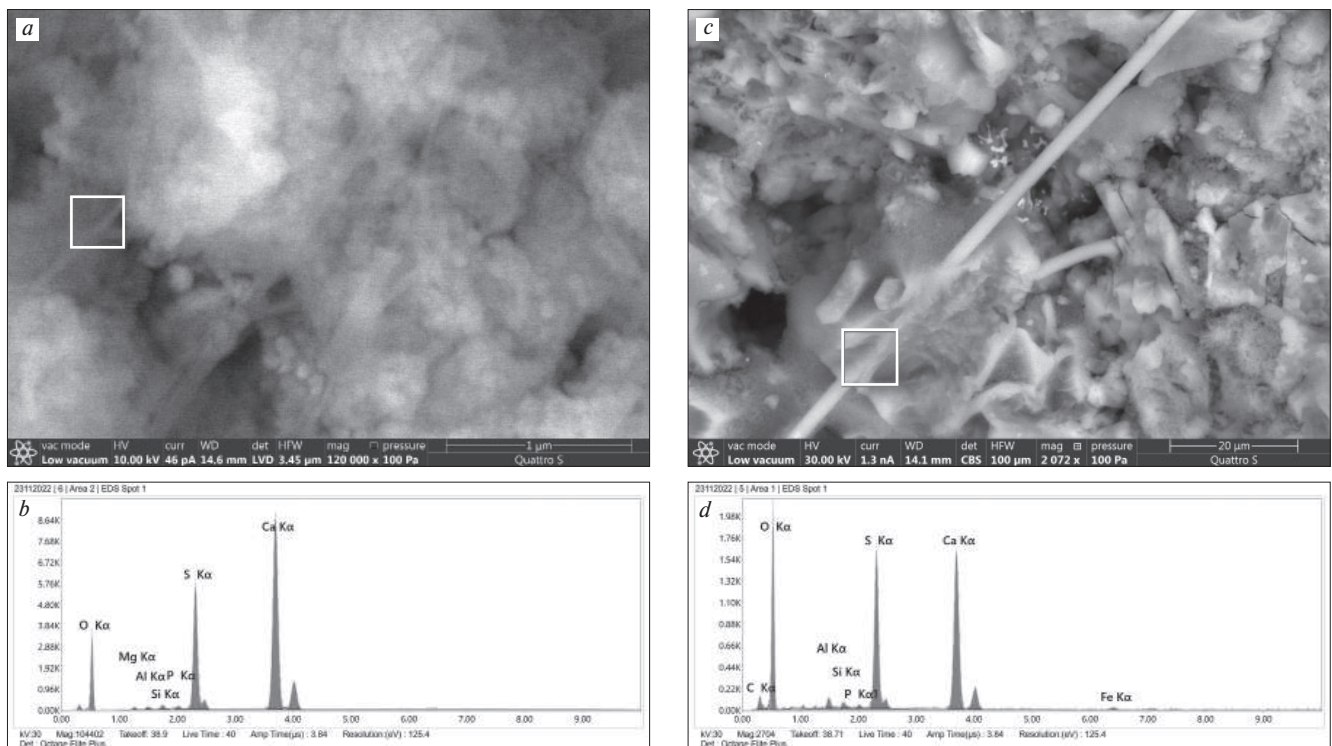 a
vac mode HV curr WD det HFW mag pressure 1 µm
Low vacuum 10.00 kV 46 pA 14.6 mm LVD 3.45 µm 120 000 x 100 Pa Quattro S
23112022 | 6 | Area 2 | EDS Spot 1
b
8.64K
7.68K
6.72K
5.76K
4.80K
3.84K
2.88K
1.92K
0.96K
0.00K
Ca Kα
S Kα
O Kα
Mg Kα
Al Kα P Kα
Si Kα
0.00 1.00 2.00 3.00 4.00 5.00 6.00 7.00 8.00 9.00
kV:30 Mag:104402 Takeoff: 38.9 Live Time : 40 Amp Time(µs) : 3.84 Resolution:(eV) : 125.4
Det : Octane Elite Plus
c
vac mode HV curr WD det HFW mag pressure 20 µm
Low vacuum 30.00 kV 1.3 nA 14.1 mm CBS 100 µm 2 072 x 100 Pa Quattro S
23112022 | 5 | Area 1 | EDS Spot 1
d
1.98K
1.76K
1.54K
1.32K
1.10K
0.88K
0.66K
0.44K
0.22K
0.00K
O Kα
S Kα
Ca Kα
Al Kα
Si Kα
C Kα
P Kα1
Fe Kα
0.00 1.00 2.00 3.00 4.00 5.00 6.00 7.00 8.00 9.00
kV:30 Mag:2704 Takeoff: 38.71 Live Time : 40 Amp Time(µs) : 3.84 Resolution:(eV) : 125.4
Det : Octane Elite Plus